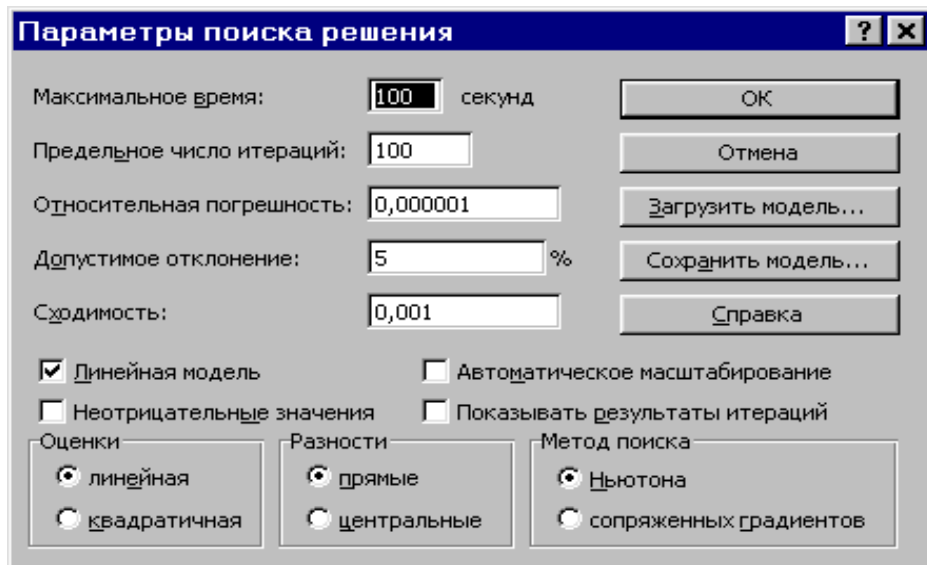 Параметры поиска решения
Максимальное время: 100 секунд
ОК
Предельное число итераций: 100
Отмена
Относительная погрешность: 0,000001
Загрузить модель...
Допустимое отклонение: 5 %
Сохранить модель...
Сходимость: 0,001
Справка
Линейная модель
Автоматическое масштабирование
Неотрицательные значения
Показывать результаты итераций
Оценки
линейная
квадратичная
Разности
прямые
центральные
Метод поиска
Ньютона
сопряженных градиентов